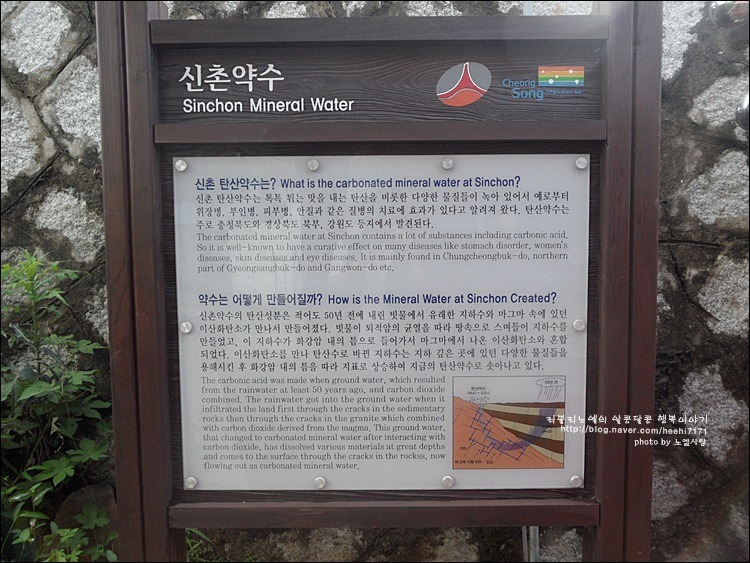 신촌약수
Sinchon Mineral Water
Cheong
Song
신촌 탄산약수는? What is the carbonated mineral water at Sinchon?
신촌 탄산약수는 톡톡 튀는 맛을 내는 탄산을 비롯한 다양한 물질들이 녹아 있어서 예로부터
위장병, 부인병, 피부병, 안질과 같은 질병의 치료에 효과가 있다고 알려져 왔다. 탄산약수는
주로 충청북도와 경상북도 북부, 강원도 등지에서 발견된다.
The carbonated mineral water at Sinchon contains a lot of substances including carbonic acid.
So it is well-known to have a curative effect on many diseases like stomach disorder, women's
diseases, skin diseases and eye diseases. It is mainly found in Chungcheongbuk-do, northern
part of Gyeongsangbuk-do and Gangwon-do etc.
약수는 어떻게 만들어질까? How is the Mineral Water at Sinchon Created?
신촌약수의 탄산성분은 적어도 50년 전에 내린 빗물에서 유래한 지하수와 마그마 속에 있던
이산화탄소가 만나서 만들어졌다. 빗물이 퇴적암의 균열을 따라 땅속으로 스며들어 지하수를
만들었고, 이 지하수가 화강암 내의 틈으로 들어가서 마그마에서 나온 이산화탄소와 혼합
되었다. 이산화탄소를 만나 탄산수로 바뀐 지하수는 지하 깊은 곳에 있던 다양한 물질들을
용해시킨 후 화강암 내의 틈을 따라 지표로 상승하여 지금의 탄산약수로 솟아나고 있다.
The carbonic acid was made when ground water, which resulted
from the rainwater at least 50 years ago, and carbon dioxide
combined. The rainwater got into the ground water when it
infiltrated the land first through the cracks in the sedimentary
rocks then through the cracks in the granite which combined
with carbon dioxide derived from the magma. This ground water,
that changed to carbonated mineral water after interacting with
carbon dioxide, has dissolved various materials at great depths
and comes to the surface through the cracks in the rockss, now
flowing out as carbonated mineral water.
탄산약수
(H₂O + CO₂)
50년 전
CO₂
CO₂
마그마 기원 CO₂
CO₂
http://blog.naver.com/heehi7171
photo by 노엘사랑